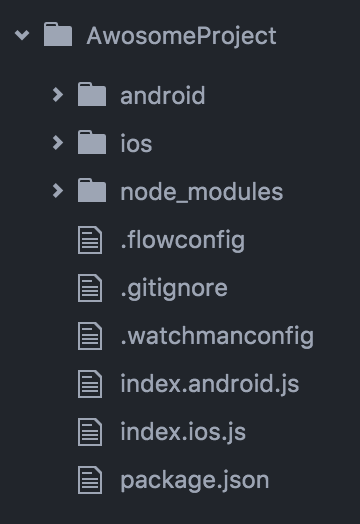 AwosomeProject
android
ios
node_modules
.flowconfig
.gitignore
.watchmanconfig
index.android.js
index.ios.js
package.json